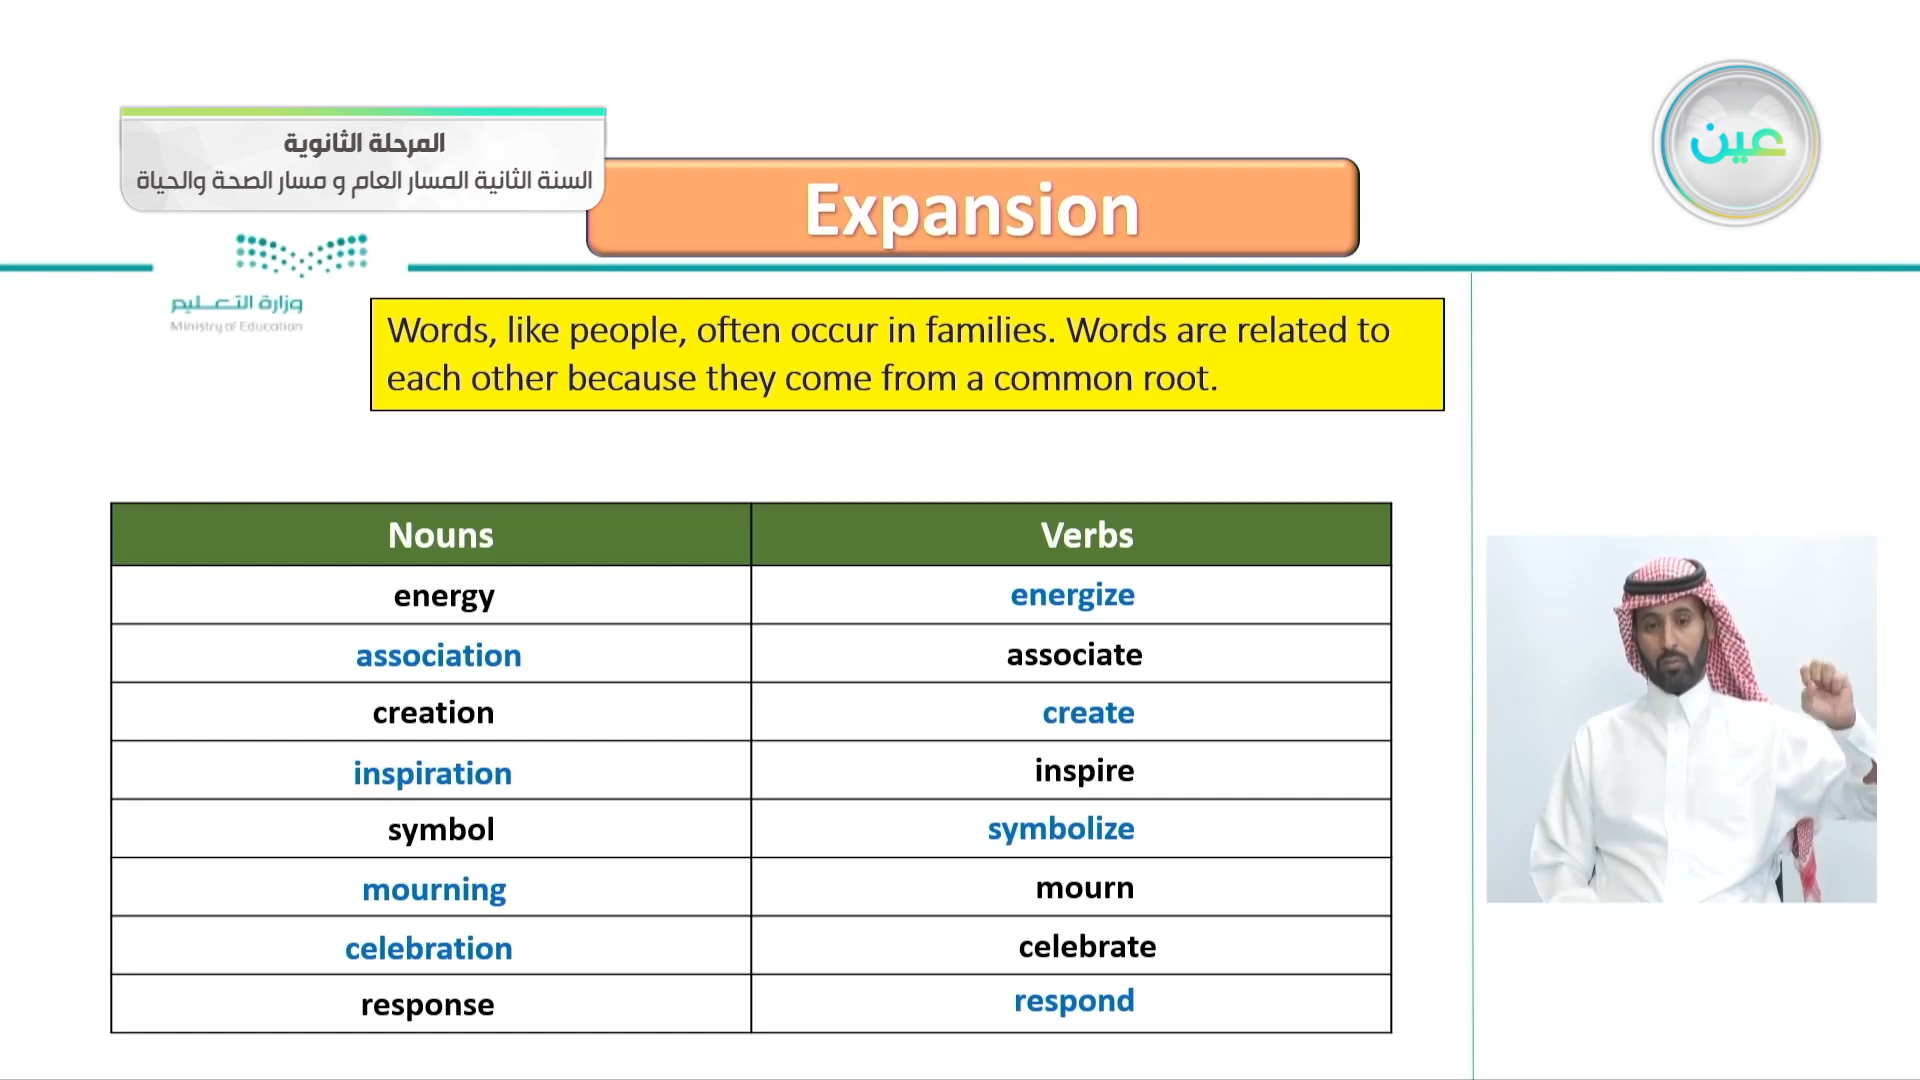 المرحلة الثانوية
السنة الثانية المسار العام و مسار الصحة والحياة
عين
Expansion
وزارة التعليم
Ministry of Education
Words, like people, often occur in families. Words are related to
each other because they come from a common root.
Nouns Verbs
energy energize
association associate
creation create
inspiration inspire
symbol symbolize
mourning mourn
celebration celebrate
response respond